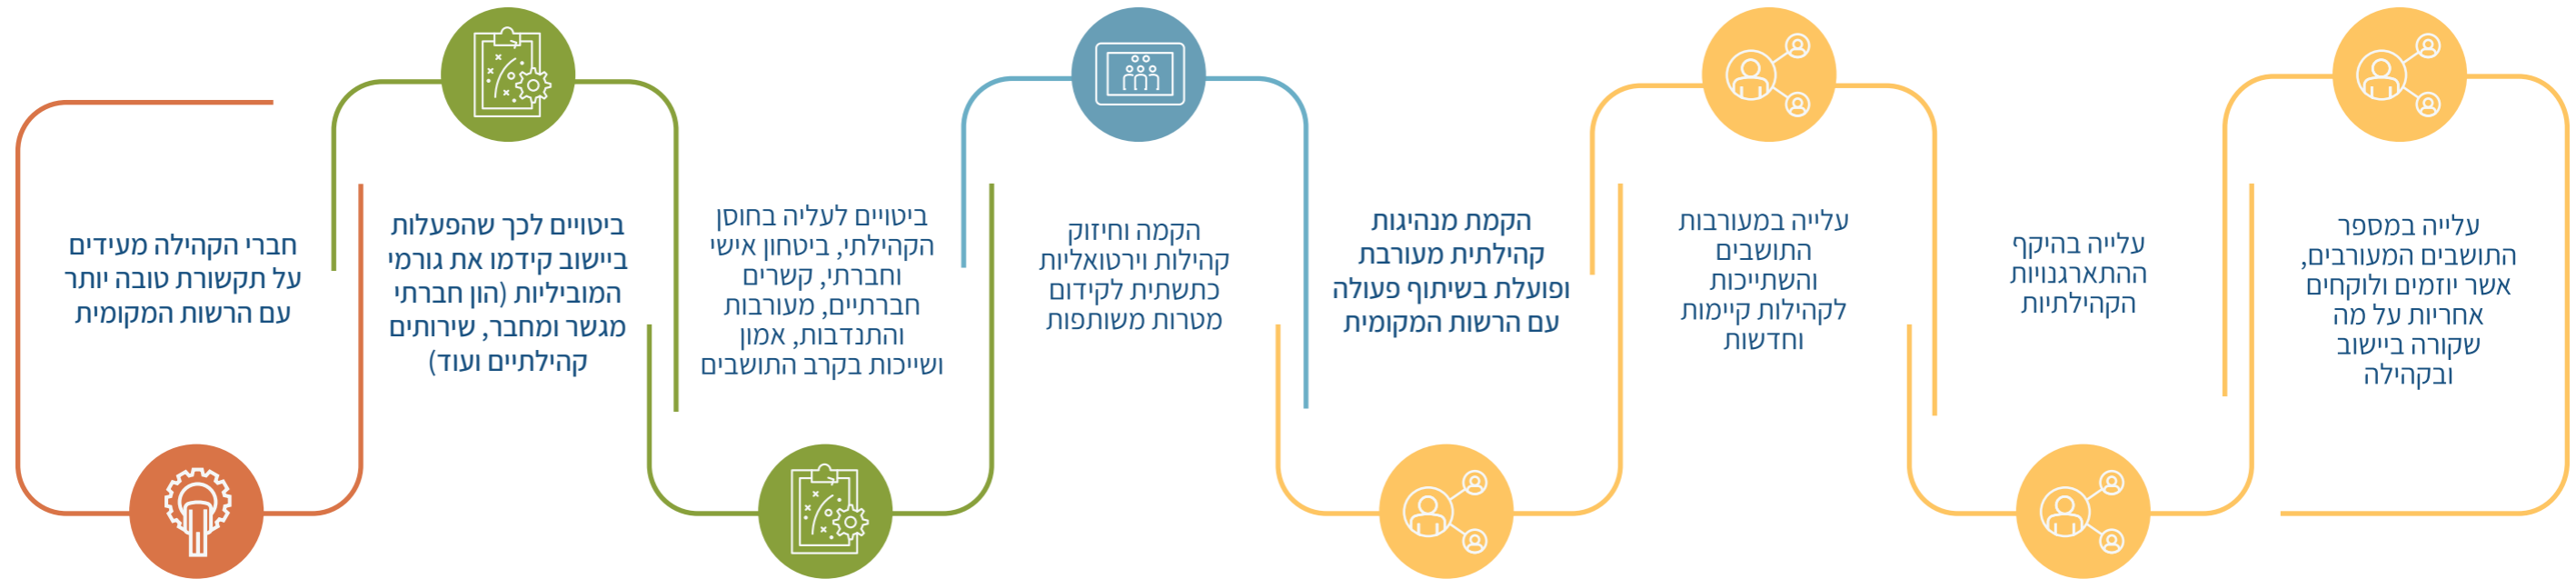 עלייה במספר
התושבים המעורבים,
אשר יוזמים ולוקחים
אחריות על מה
שקורה ביישוב
ובקהילה
עלייה בהיקף
ההתארגנויות
הקהילתיות
עלייה במעורבות
התושבים
והשתייכות
לקהילות קיימות
וחדשות
הקמת מנהיגות
קהילתית מעורבת
ופועלת בשיתוף פעולה
עם הרשות המקומית
הקמה וחיזוק
קהילות וירטואליות
כתשתית לקידום
מטרות משותפות
ביטויים לעליה בחוסן
הקהילתי, ביטחון אישי
וחברתי, קשרים
חברתיים, מעורבות
והתנדבות, אמון
ושייכות בקרב התושבים
ביטויים לכך שהפעלות
ביישוב קידמו את גורמי
המוביליות (הון חברתי
מגשר ומחבר, שירותים
קהילתיים ועוד)
חברי הקהילה מעידים
על תקשורת טובה יותר
עם הרשות המקומית